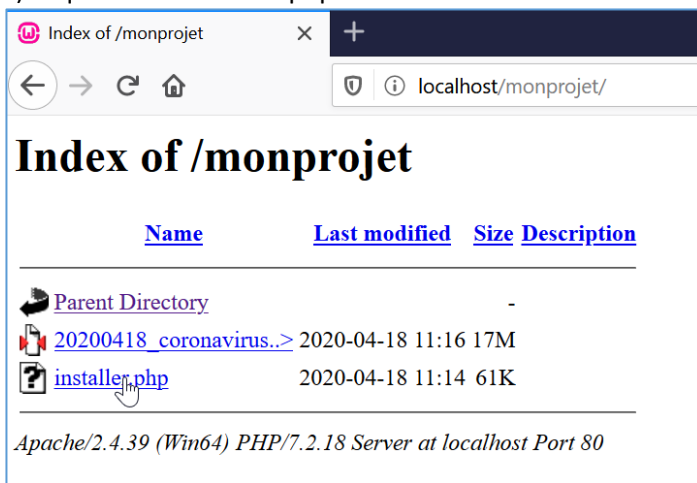 Index of /monprojet
localhost/monprojet/
Index of /monprojet
Name Last modified Size Description
Parent Directory -
20200418_coronavirus..> 2020-04-18 11:16 17M
installer.php 2020-04-18 11:14 61K
Apache/2.4.39 (Win64) PHP/7.2.18 Server at localhost Port 80